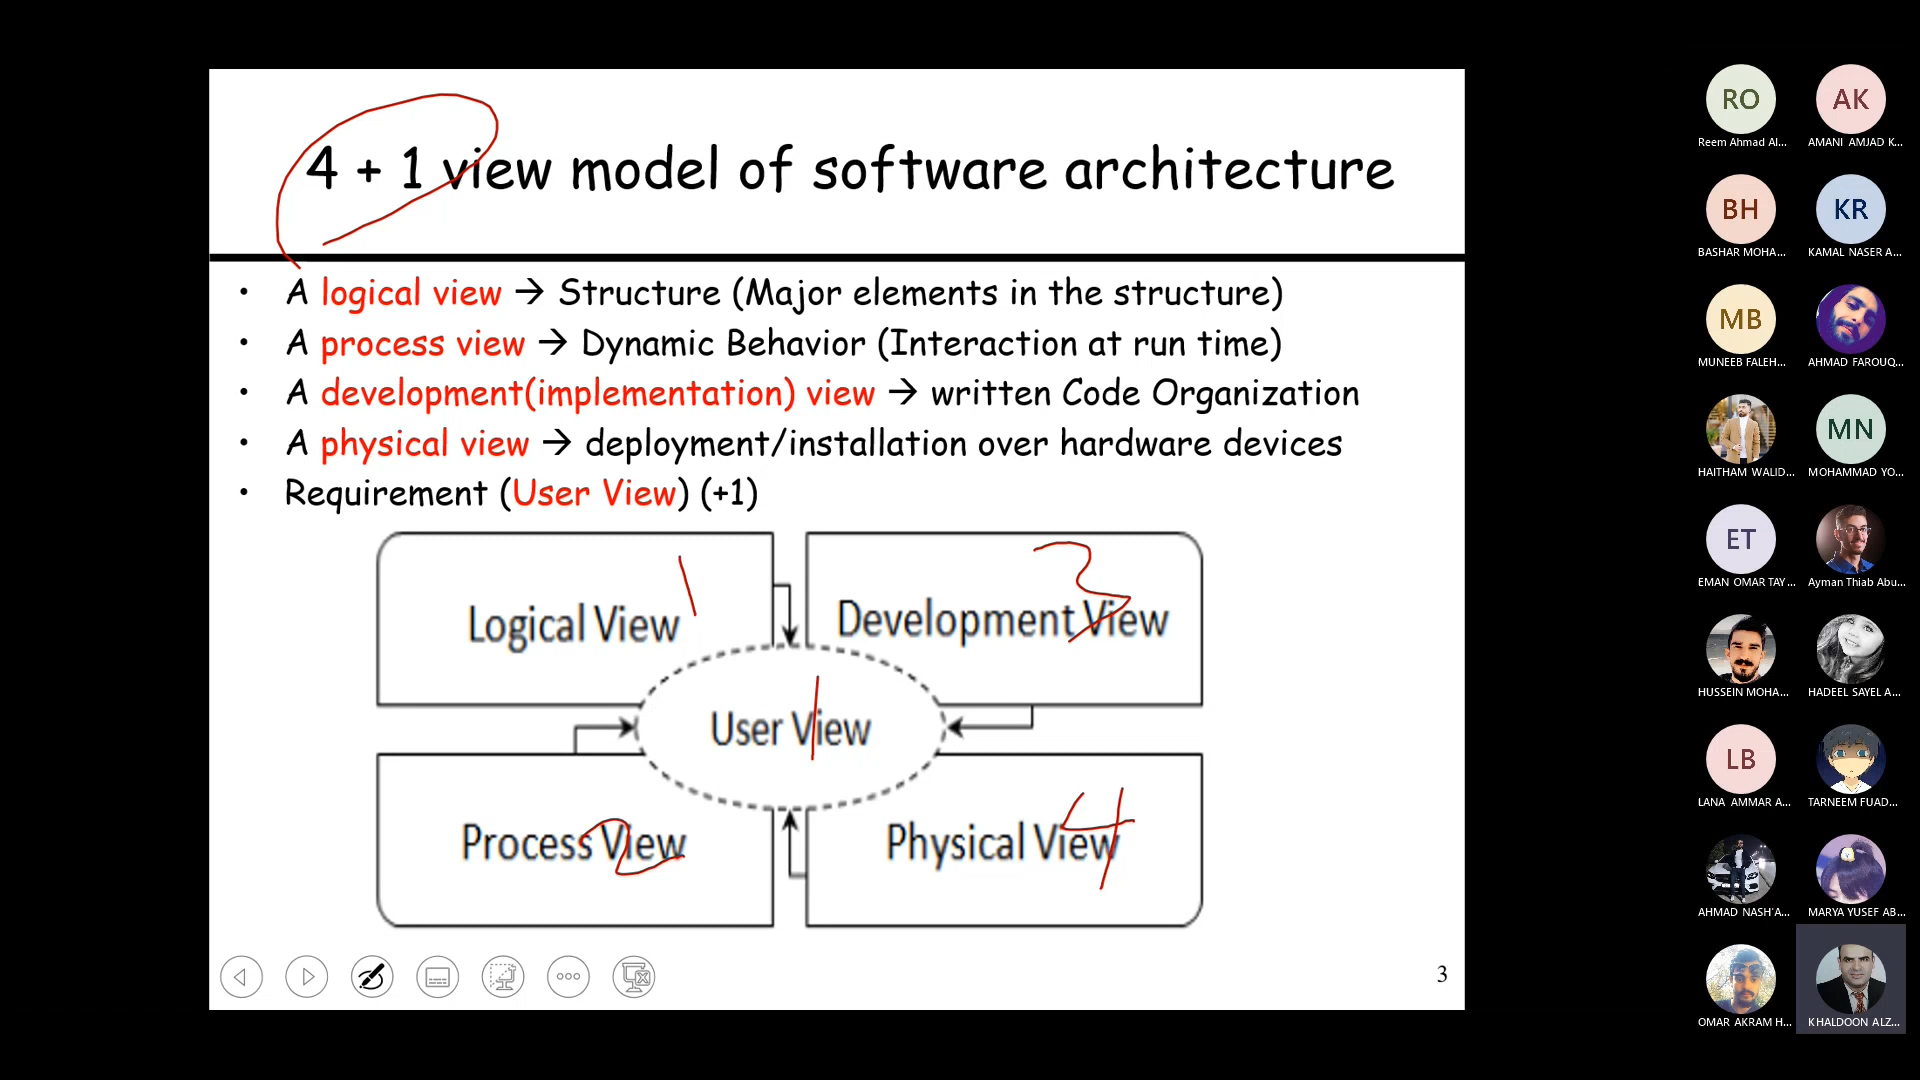 4 + 1 view model of software architecture
• A logical view → Structure (Major elements in the structure)
• A process view → Dynamic Behavior (Interaction at run time)
• A development(implementation) view → written Code Organization
• A physical view → deployment/installation over hardware devices
• Requirement (User View) (+1)
Logical View 1
Development View 3
User View 1
Process View 2
Physical View 4
3
RO
Reem Ahmad Al...
AK
AMANI AMJAD K...
BH
BASHAR MOHA...
KR
KAMAL NASER A...
MB
MUNEEB FALEH...
AHMAD FAROUQ...
HAITHAM WALID...
MN
MOHAMMAD YO...
ET
EMAN OMAR TAY...
Ayman Thiab Abu...
HUSSEIN MOHA...
HADEEL SAYEL A...
LB
LANA AMMAR A...
TARNEEM FUAD...
AHMAD NASH'A...
MARYA YUSEF AB...
OMAR AKRAM H...
KHALDOON ALZ...